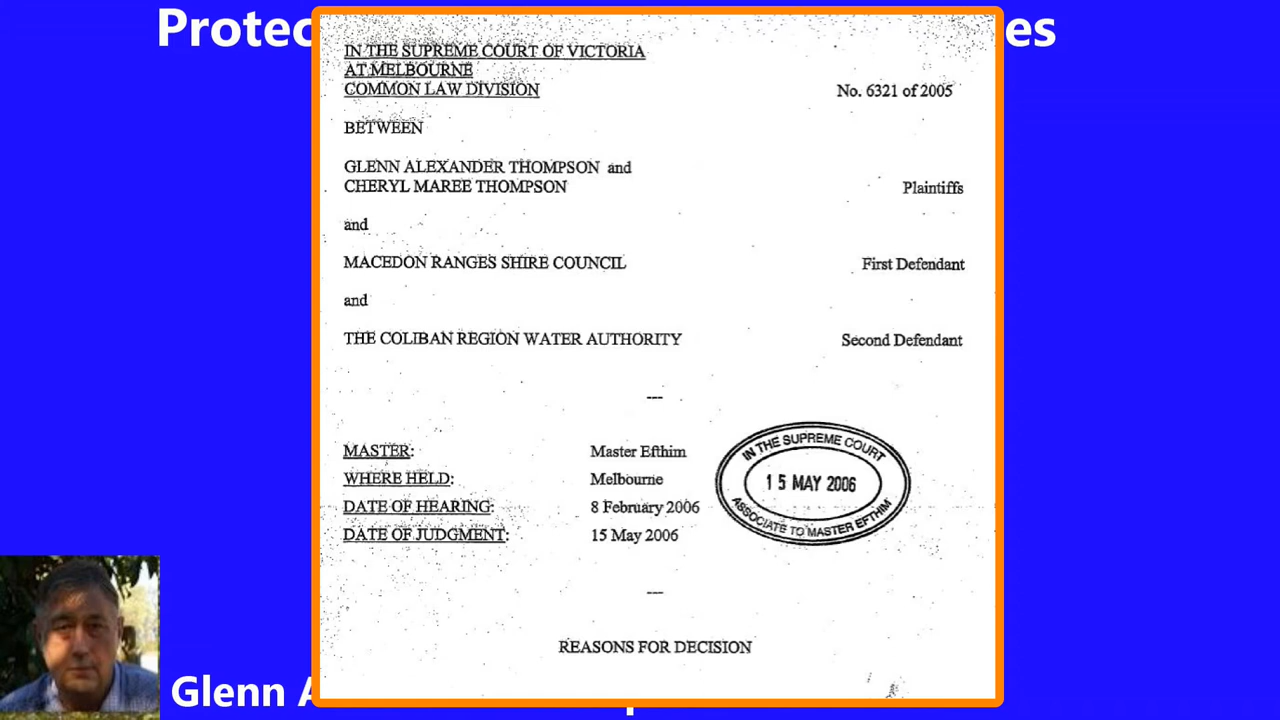 IN THE SUPREME COURT OF VICTORIA
AT MELBOURNE
COMMON LAW DIVISION
No. 6321 of 2005
BETWEEN
GLENN ALEXANDER THOMPSON and
CHERYL MAREE THOMPSON
Plaintiffs
and
MACEDON RANGES SHIRE COUNCIL
First Defendant
and
THE COLIBAN REGION WATER AUTHORITY
Second Defendant
---
MASTER: Master Efthim
WHERE HELD: Melbourne
DATE OF HEARING: 8 February 2006
DATE OF JUDGMENT: 15 May 2006
IN THE SUPREME COURT
15 MAY 2006
ASSOCIATE TO MASTER EFTHIM
---
REASONS FOR DECISION
Glenn